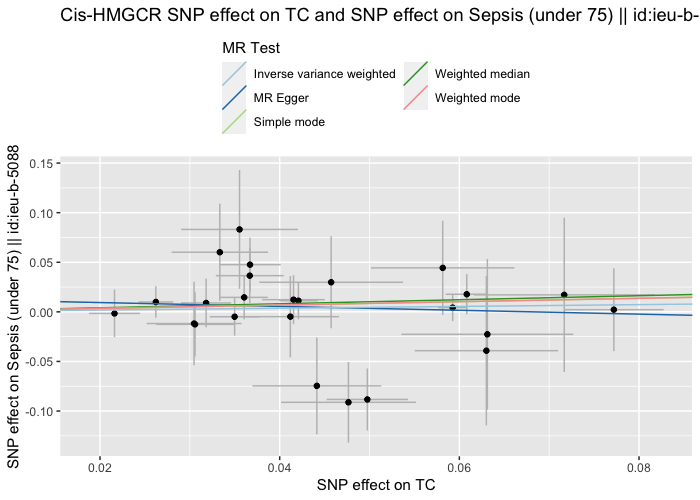 Cis-HMGCR SNP effect on TC and SNP effect on Sepsis (under 75) || id:ieu-b-
MR Test
Inverse variance weighted
Weighted median
MR Egger
Weighted mode
Simple mode
SNP effect on Sepsis (under 75) || id:ieu-b-5088
0.15
0.10
0.05
0.00
-0.05
-0.10
0.02 0.04 0.06 0.08
SNP effect on TC